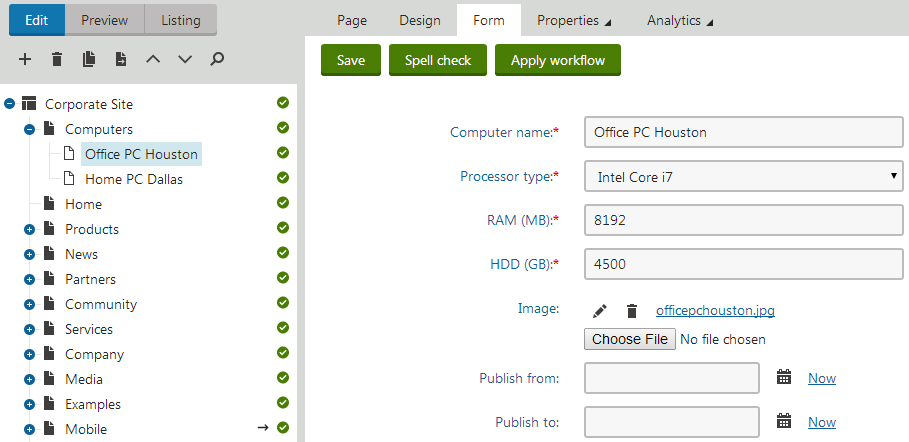 Edit Preview Listing
Corporate Site
Computers
Office PC Houston
Home PC Dallas
Home
Products
News
Partners
Community
Services
Company
Media
Examples
Mobile
Page Design Form Properties Analytics
Save Spell check Apply workflow
Computer name:* Office PC Houston
Processor type:* Intel Core i7
RAM (MB):* 8192
HDD (GB):* 4500
Image: officepchouston.jpg
Choose File No file chosen
Publish from: Now
Publish to: Now